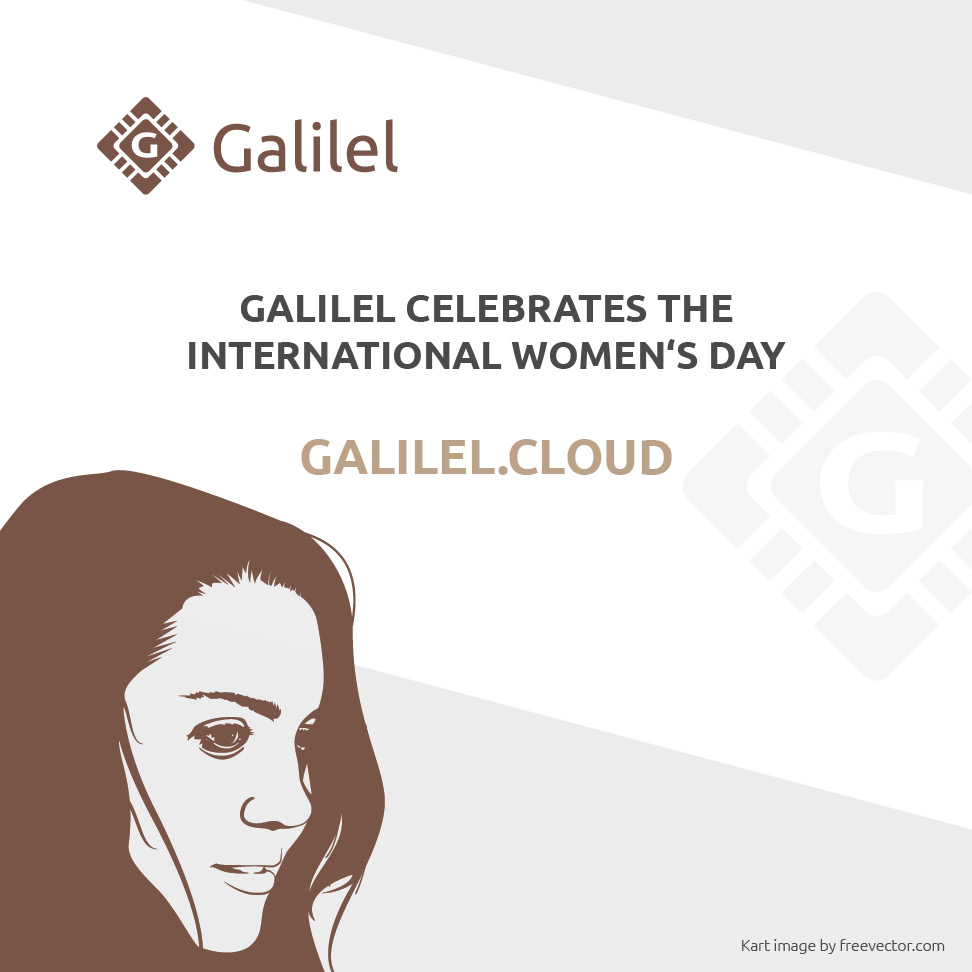 G
Galilel
GALILEL CELEBRATES THE
INTERNATIONAL WOMEN‘S DAY
GALILEL.CLOUD
G
Kart image by freevector.com